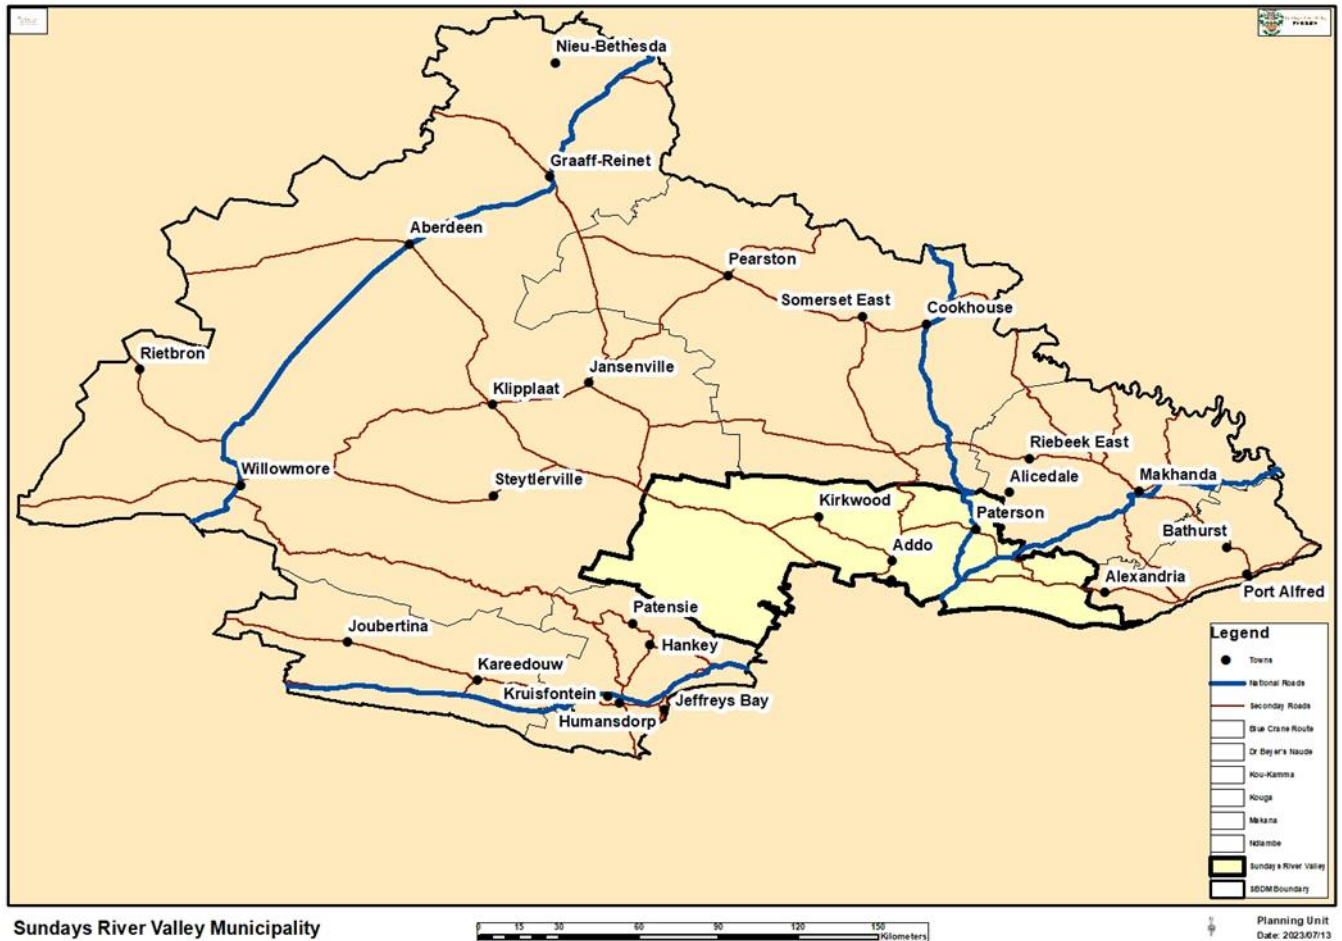 Nieu-Bethesda
Graaff-Reinet
Aberdeen
Pearston
Somerset East
Cookhouse
Rietbron
Jansenville
Klipplaat
Riebeek East
Willowmore
Steytlerville
Alicedale
Makhanda
Kirkwood
Paterson
Bathurst
Addo
Alexandria
Port Alfred
Patensie
Joubertina
Hankey
Kareedouw
Kruisfontein
Jeffreys Bay
Humansdorp
Legend
Towns
National Roads
Seconday Roads
Blue Crane Route
Dr Beyer's Naude
Kou-Kamma
Kouga
Makana
Ndlambe
Sundays River Valley
SBDM Boundary
Sundays River Valley Municipality
0 15 30 60 90 120 150
Kilometers
Planning Unit
Date: 2023/07/13